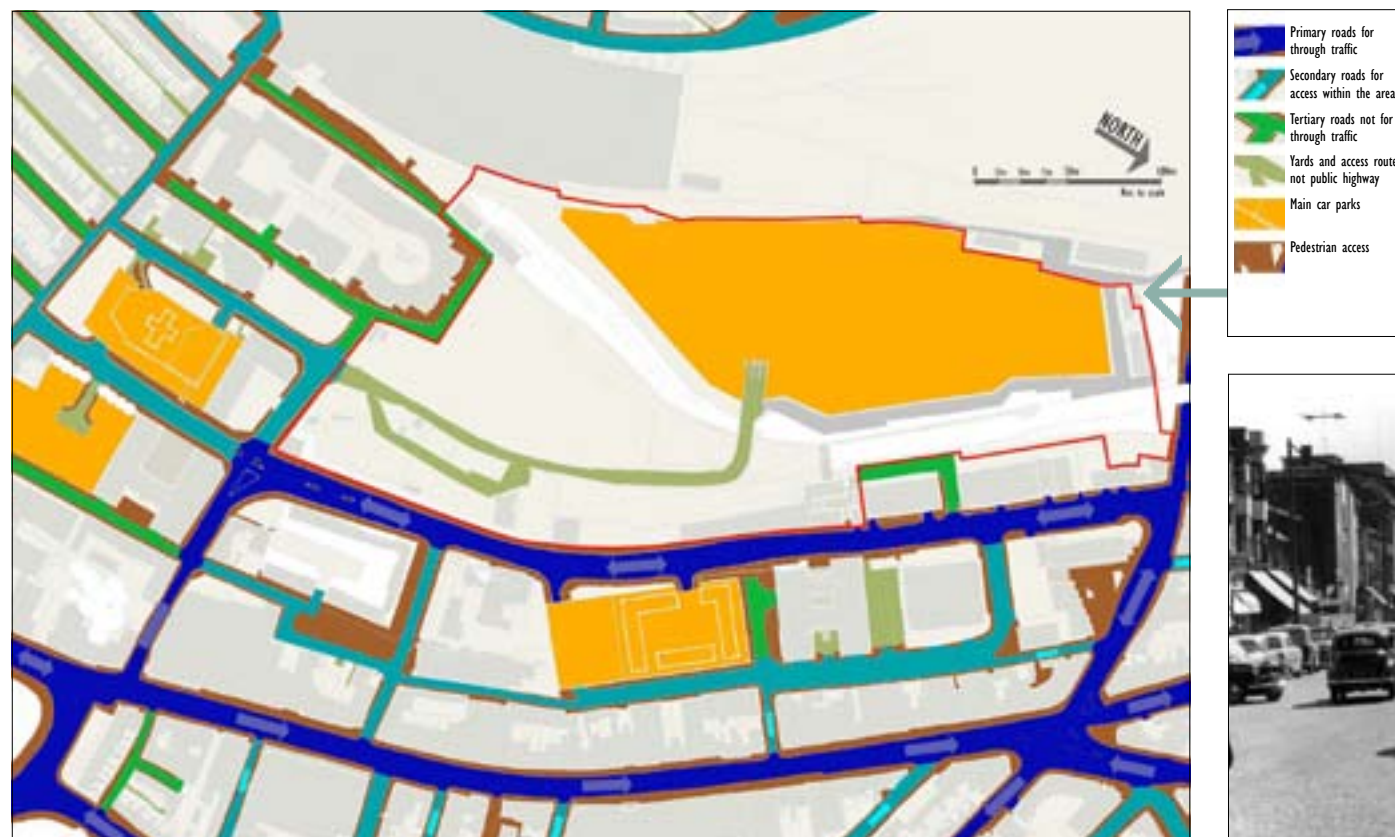 NORTH
0
Not to scale
Primary roads for
through traffic
Secondary roads for
access within the area
Tertiary roads not for
through traffic
Yards and access route
not public highway
Main car parks
Pedestrian access